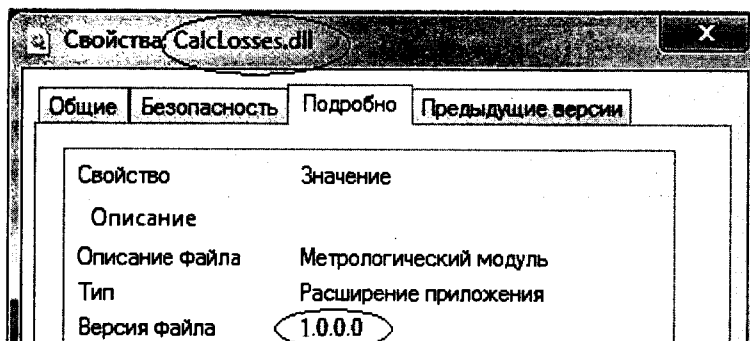 Свойства: CalcLosses.dll
Общие Безопасность Подробно Предыдущие версии
Свойство Значение
Описание
Описание файла Метрологический модуль
Тип Расширение приложения
Версия файла 1.0.0.0